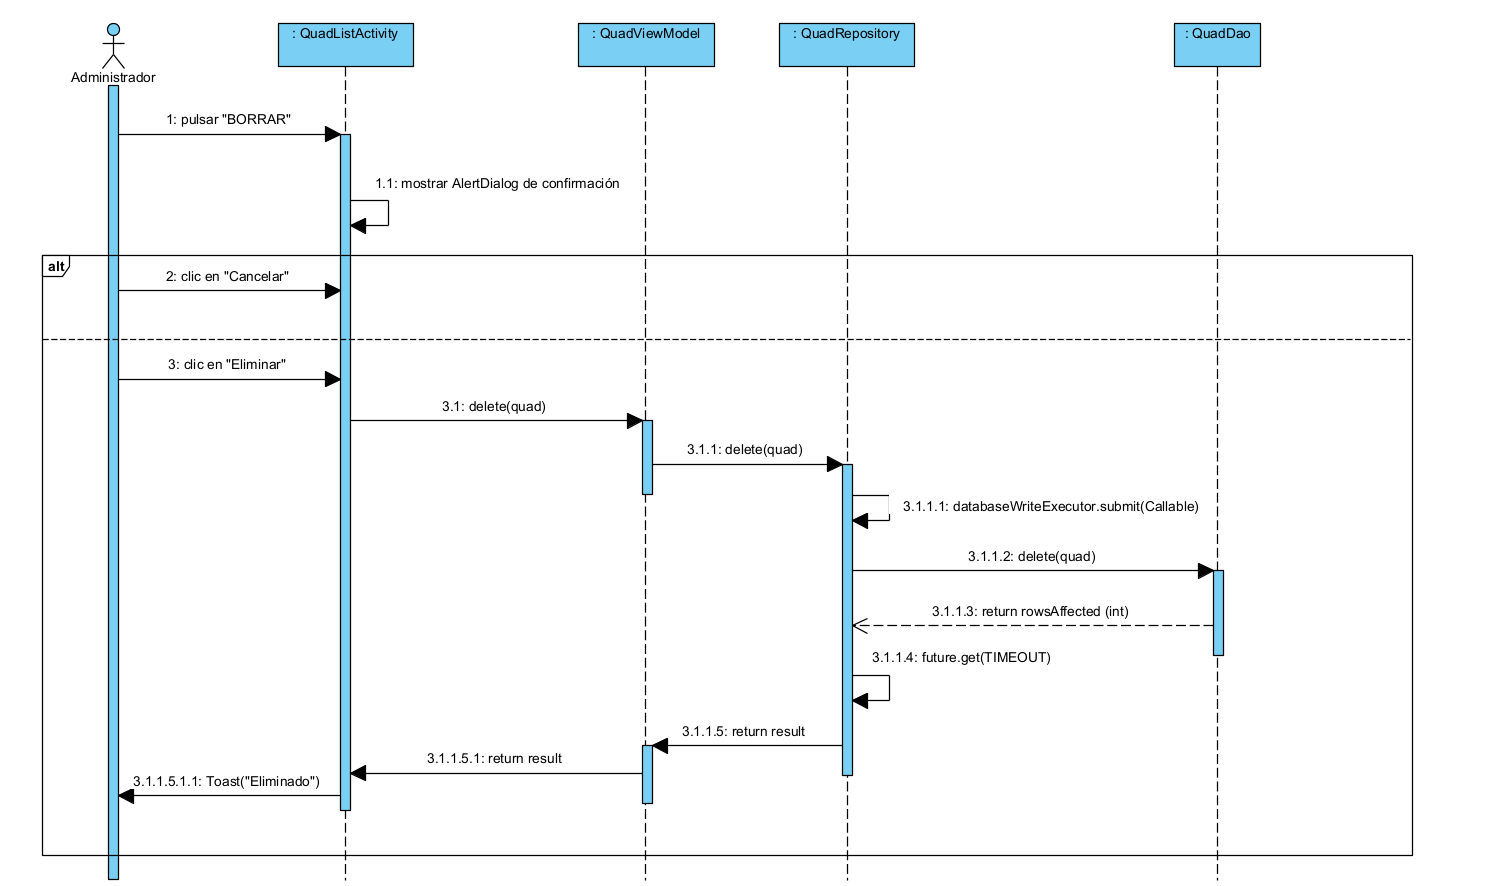 : QuadListActivity
: QuadViewModel
: QuadRepository
: QuadDao
Administrador
1: pulsar "BORRAR"
1.1: mostrar AlertDialog de confirmación
alt
2: clic en "Cancelar"
3: clic en "Eliminar"
3.1: delete(quad)
3.1.1: delete(quad)
3.1.1.1: databaseWriteExecutor.submit(Callable)
3.1.1.2: delete(quad)
3.1.1.3: return rowsAffected (int)
3.1.1.4: future.get(TIMEOUT)
3.1.1.5: return result
3.1.1.5.1: return result
3.1.1.5.1.1: Toast("Eliminado")